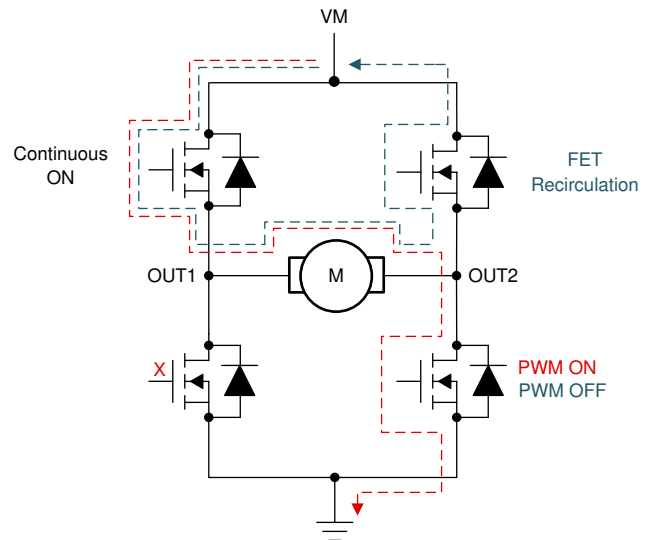 VM
Continuous
ON
FET
Recirculation
OUT1
M
OUT2
X
PWM ON
PWM OFF